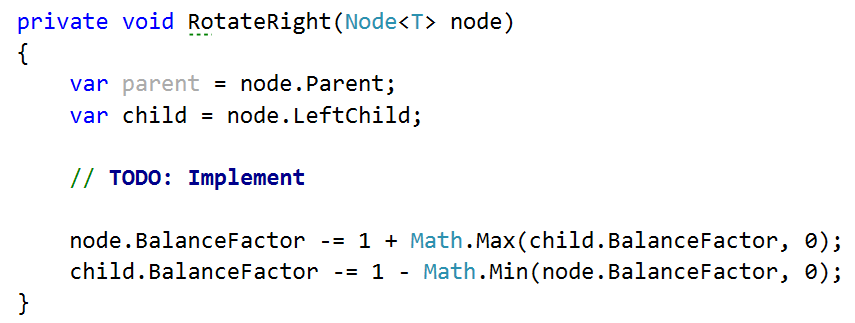 private void RotateRight(Node<T> node)
{
    var parent = node.Parent;
    var child = node.LeftChild;

    // TODO: Implement

    node.BalanceFactor -= 1 + Math.Max(child.BalanceFactor, 0);
    child.BalanceFactor -= 1 - Math.Min(node.BalanceFactor, 0);
}